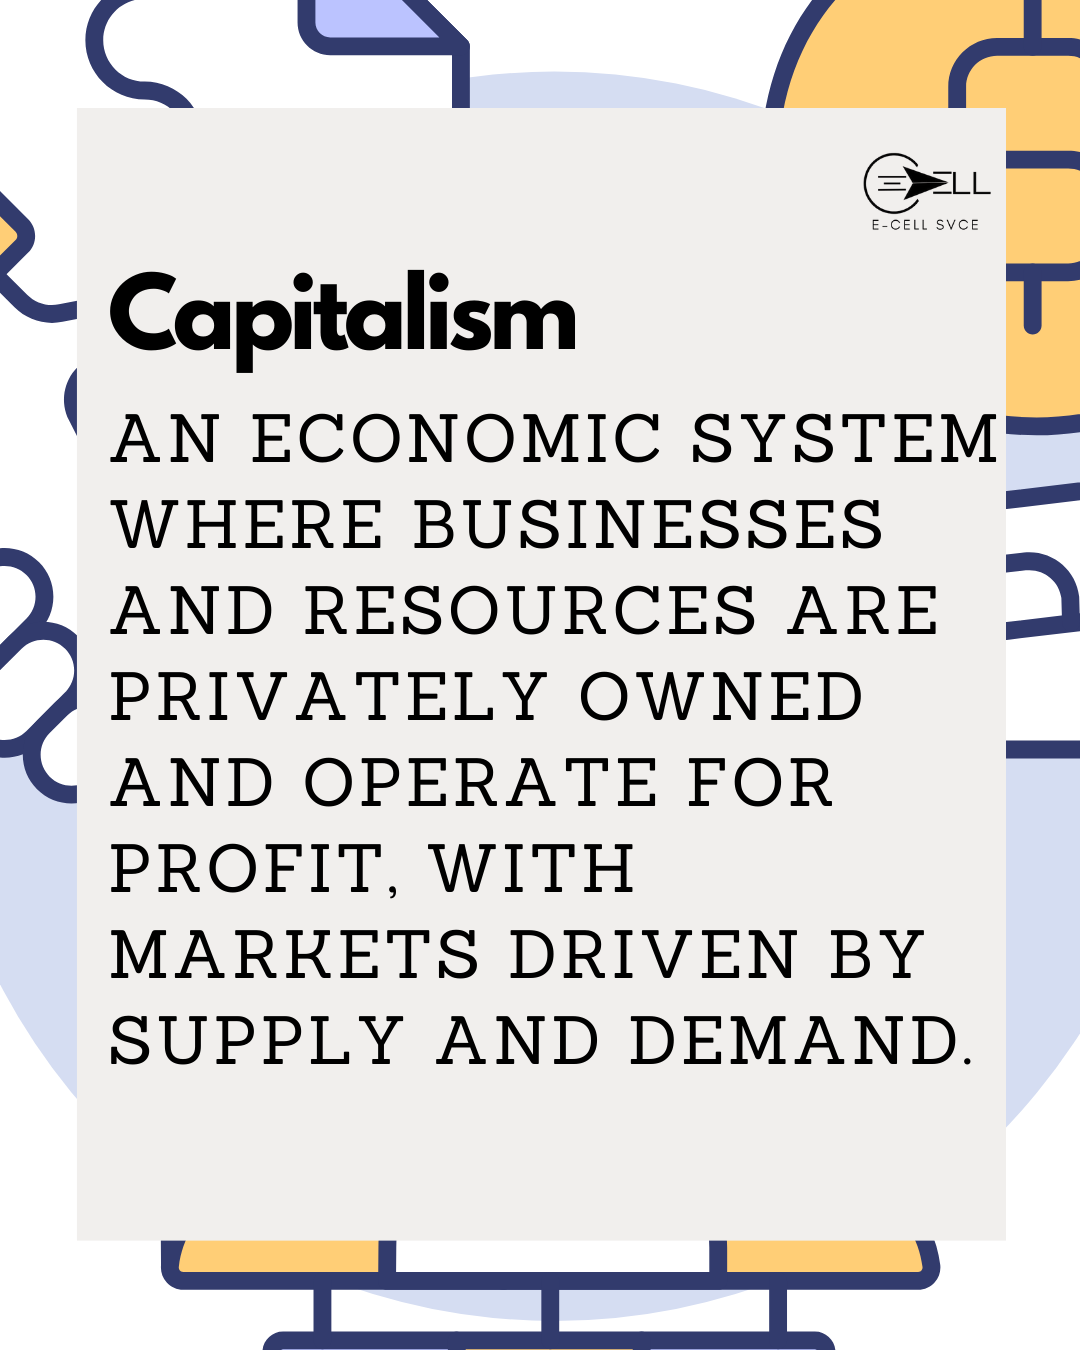 ELL
E-CELL SVCE
Capitalism
AN ECONOMIC SYSTEM
WHERE BUSINESSES
AND RESOURCES ARE
PRIVATELY OWNED
AND OPERATE FOR
PROFIT, WITH
MARKETS DRIVEN BY
SUPPLY AND DEMAND.